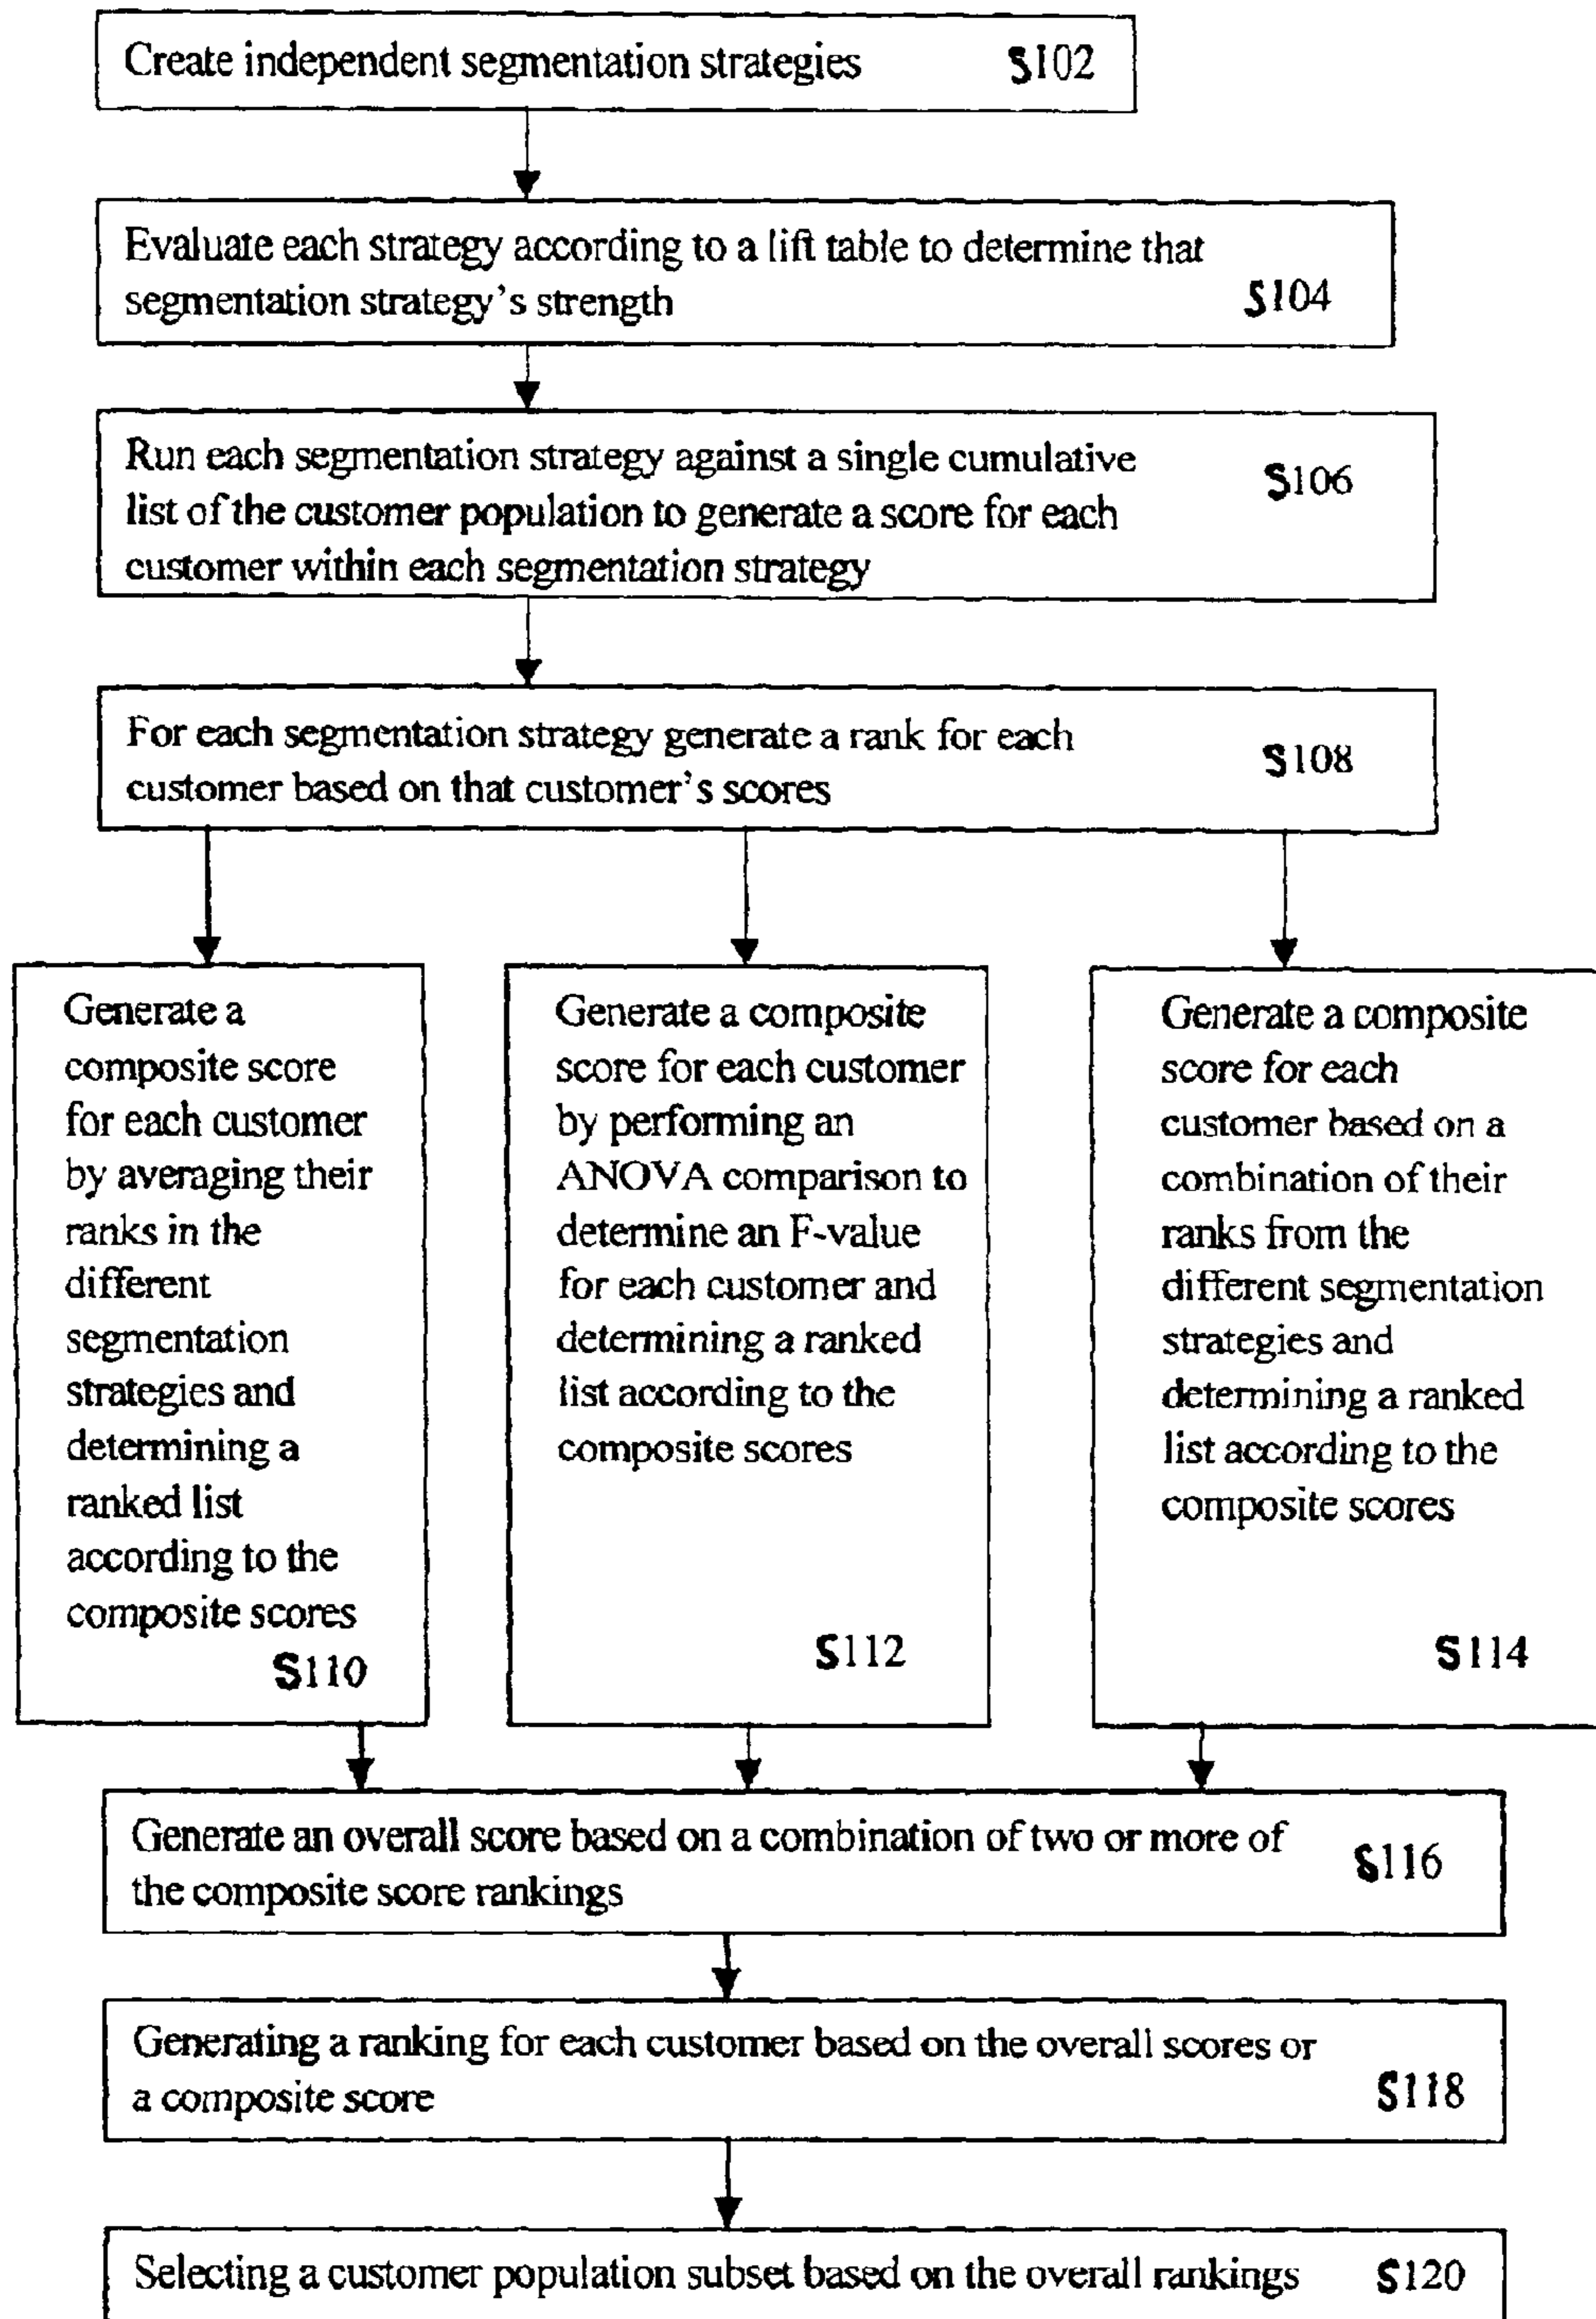 Create independent segmentation strategies S102
Evaluate each strategy according to a lift table to determine that
segmentation strategy's strength S104
Run each segmentation strategy against a single cumulative
S106
list of the customer population to generate a score for each
customer within each segmentation strategy
For each segmentation strategy generate a rank for each
S108
customer based on that customer's scores
Generate a
composite score
for each customer
by averaging their
ranks in the
different
segmentation
strategies and
determining a
ranked list
according to the
composite scores
S110
Generate a composite
score for each customer
by performing an
ANOVA comparison to
determine an F-value
for each customer and
determining a ranked
list according to the
composite scores
S112
Generate a composite
score for each
customer based on a
combination of their
ranks from the
different segmentation
strategies and
determining a ranked
list according to the
composite scores
S114
Generate an overall score based on a combination of two or more of
S116
the composite score rankings
Generating a ranking for each customer based on the overall scores or
a composite score S118
Selecting a customer population subset based on the overall rankings S120